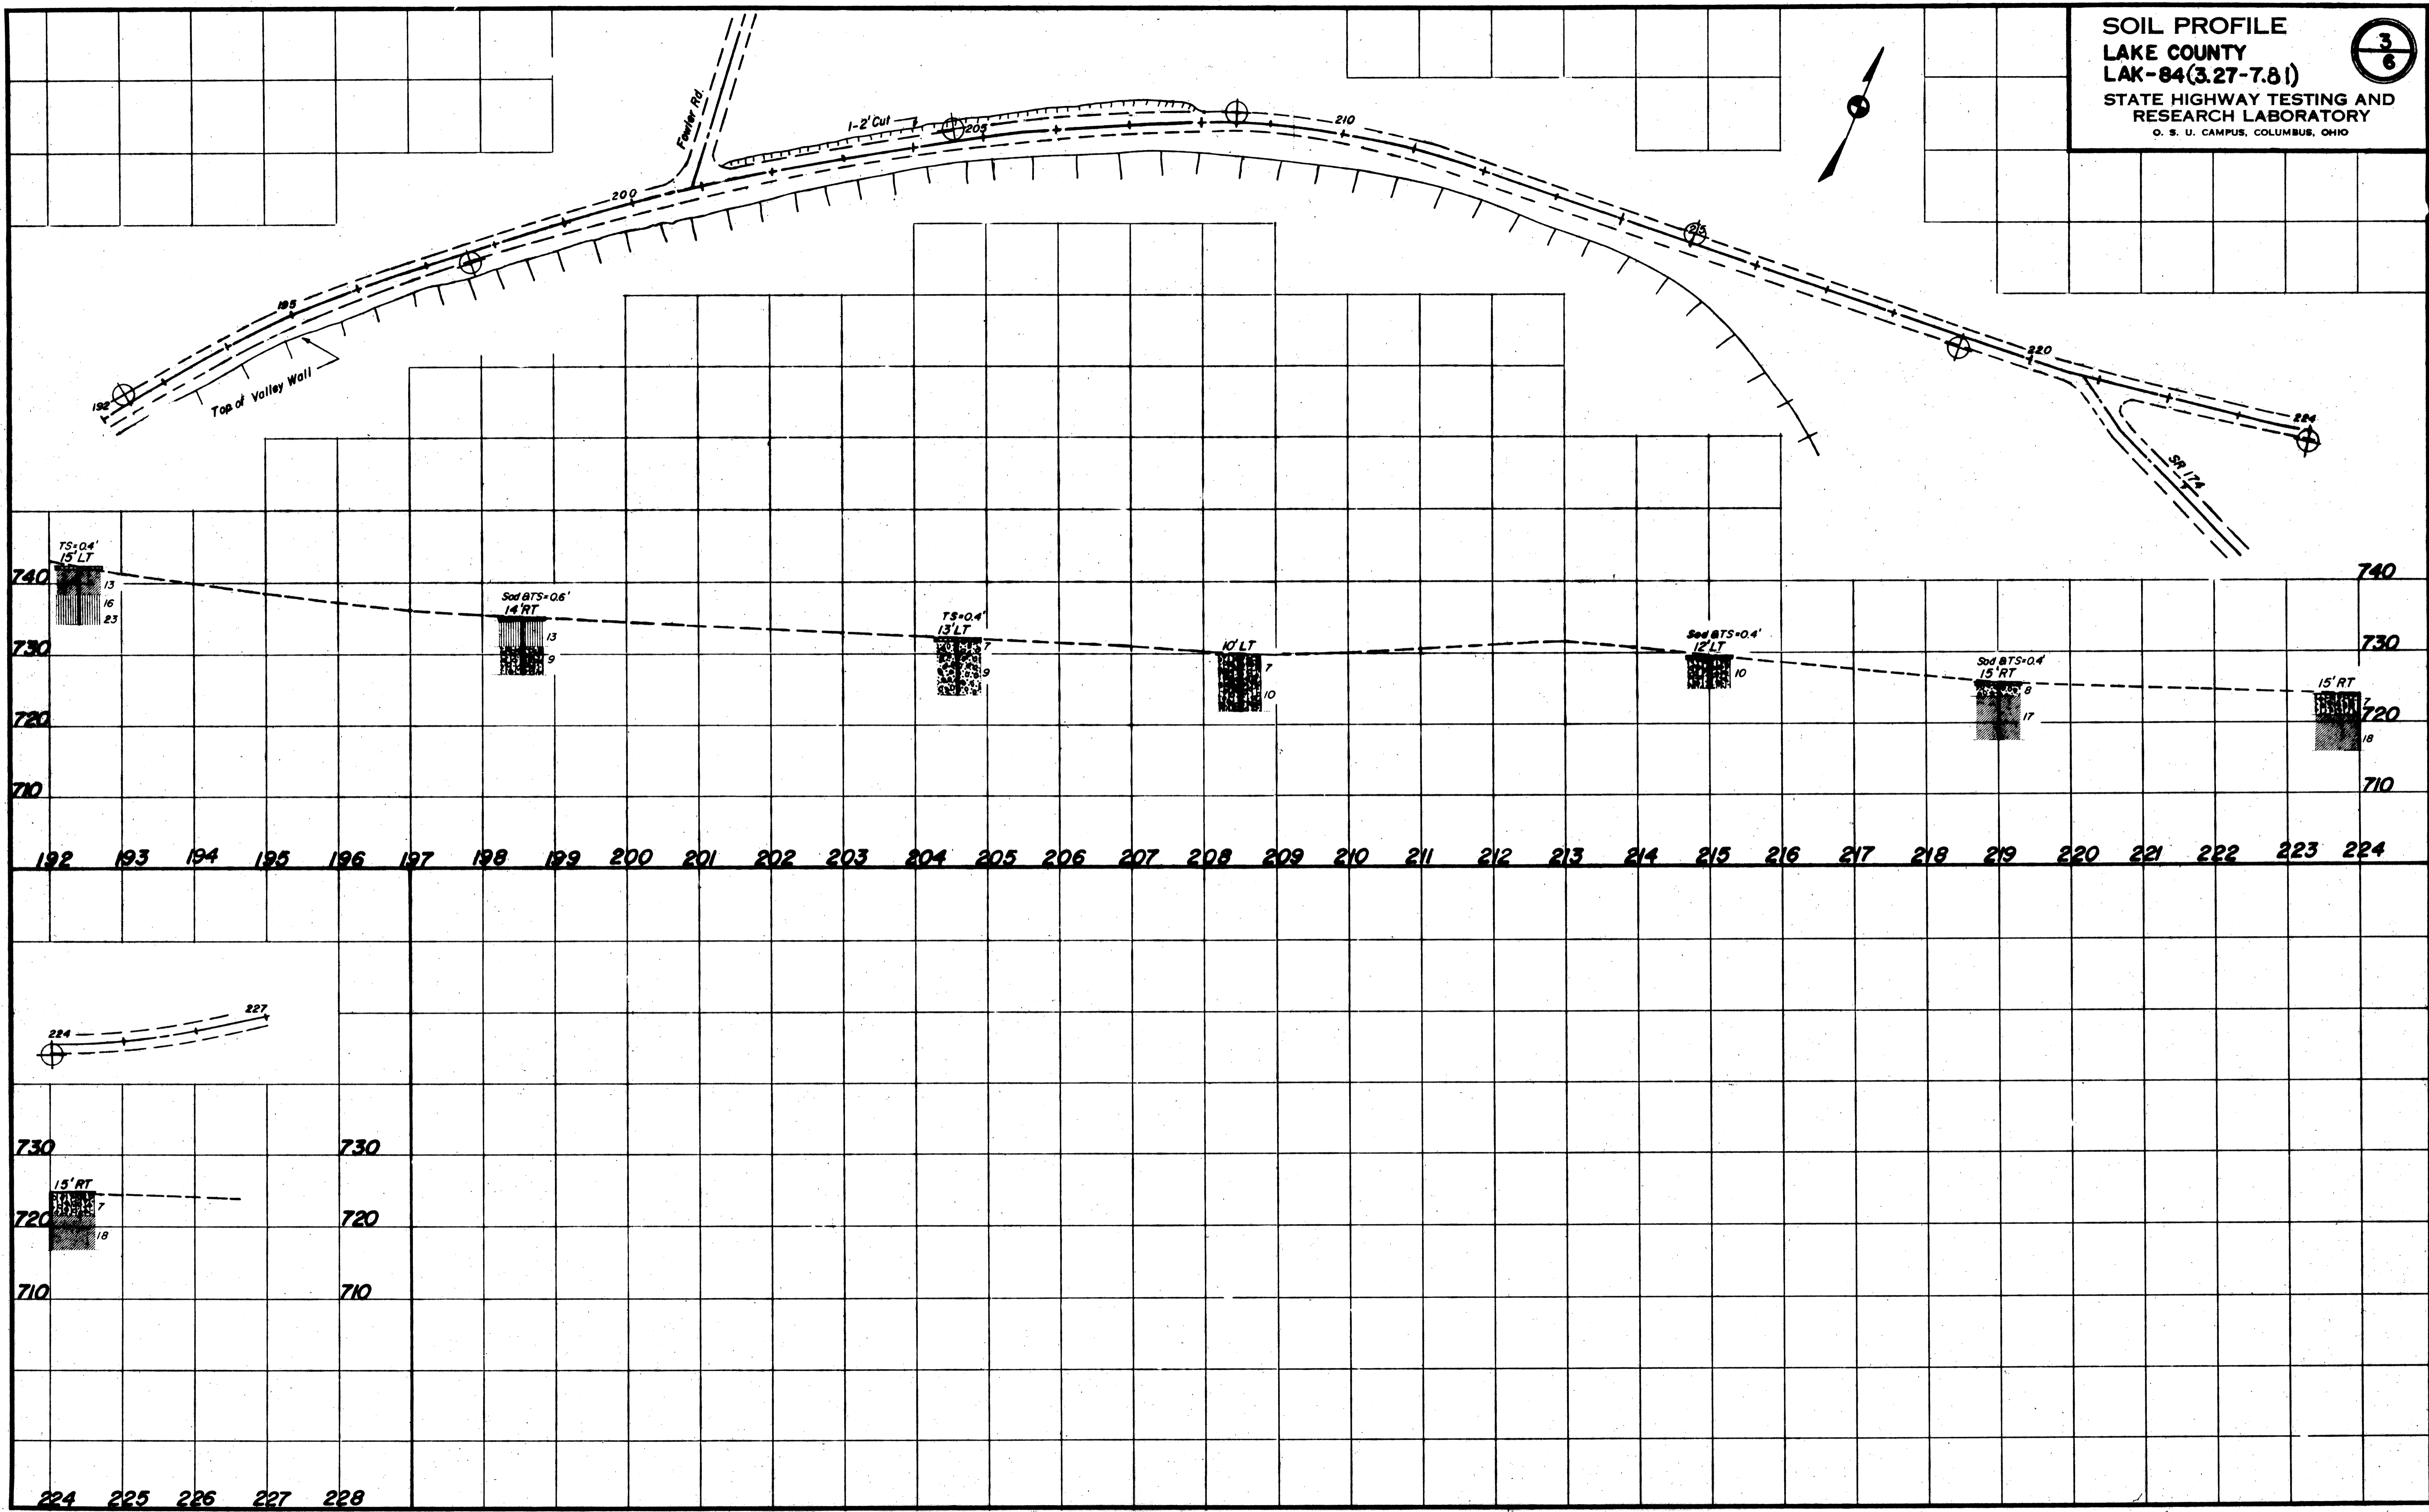 SOIL PROFILE
LAKE COUNTY
LAK-84(3.27-7.81)
STATE HIGHWAY TESTING AND
RESEARCH LABORATORY
O. S. U. CAMPUS, COLUMBUS, OHIO
3
6
Fowler Rd.
1-2' Cut
205
210
200
215
195
220
192
Top of Valley Wall
224
SR 174
TS=0.4'
15' LT
13
16
23
Sod & TS=0.6'
14' RT
13
9
TS=0.4'
13' LT
7
9
10' LT
7
10
Sod & TS=0.4'
12' LT
10
Sod & TS=0.4'
15' RT
8
17
15' RT
7
18
740 740
730 730
720 720
710 710
192 193 194 195 196 197 198 199 200 201 202 203 204 205 206 207 208 209 210 211 212 213 214 215 216 217 218 219 220 221 222 223 224
224 227
730 730
15' RT
7
720 720
18
710 710
224 225 226 227 228